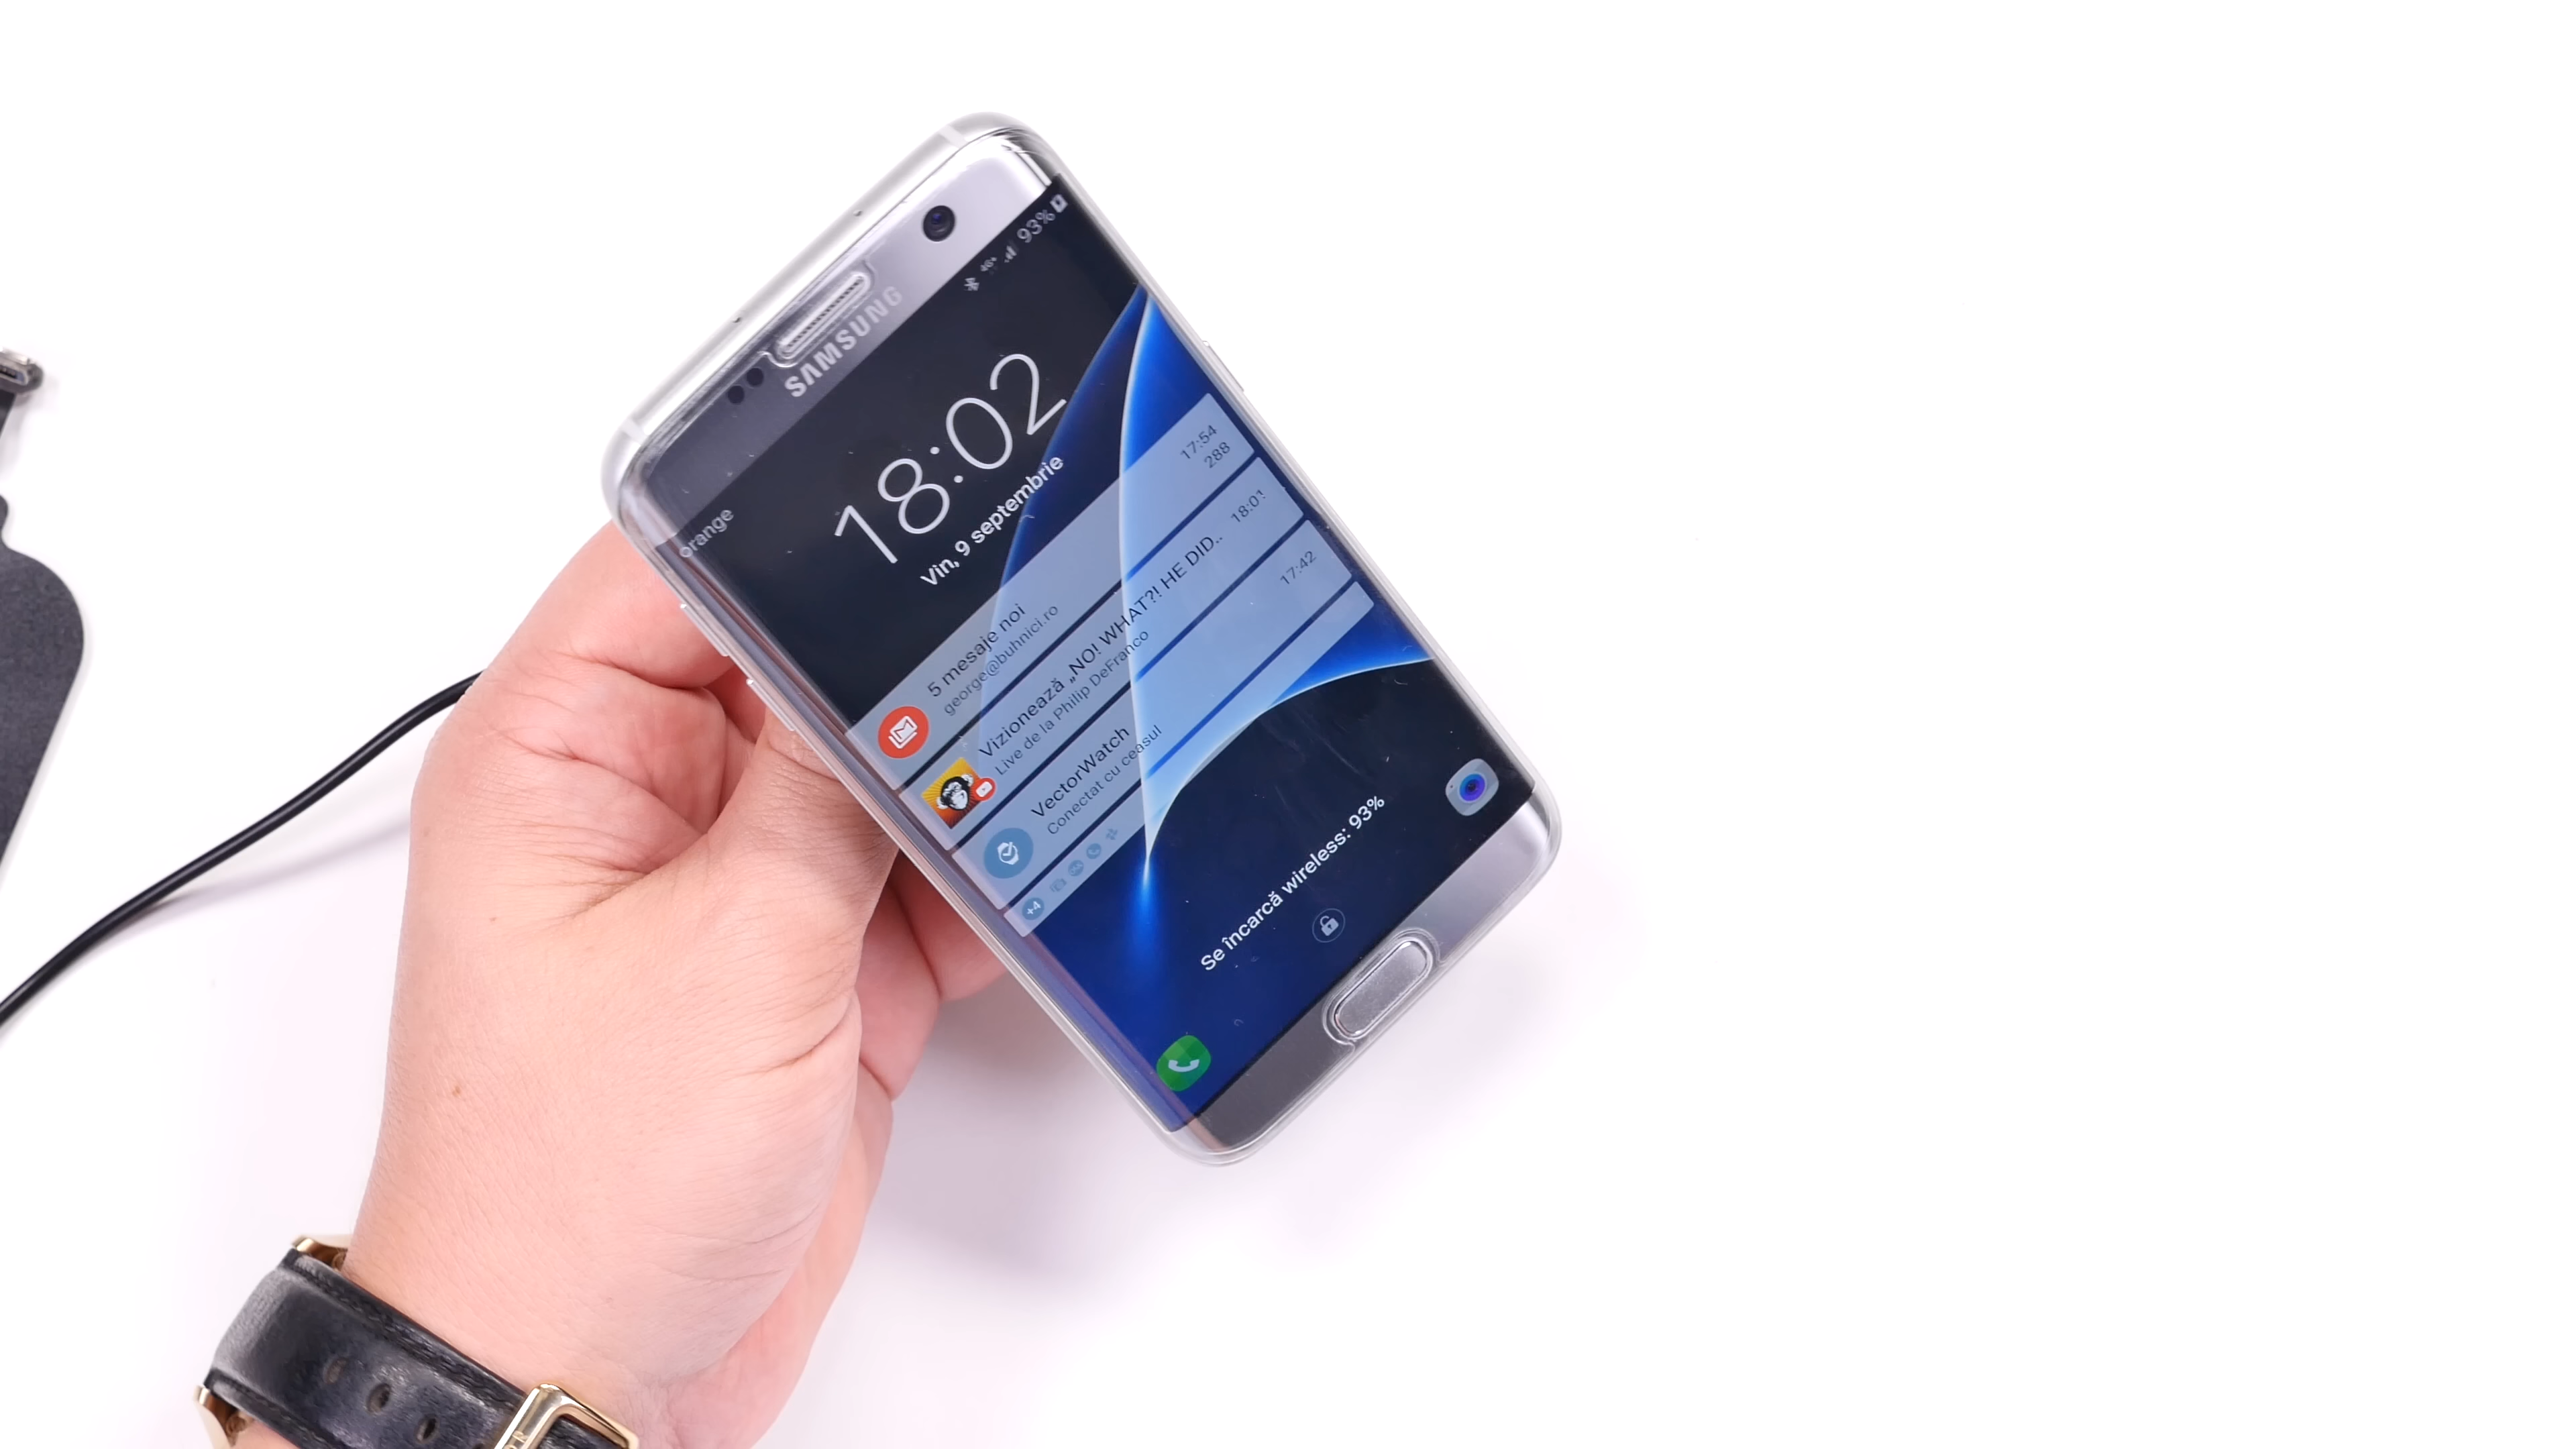 SAMSUNG
orange
4G+ 93%
18:02
Vin, 9 septembrie
5 mesaje noi 17:54
george@buhnici.ro 288
Vizionează „NO! WHAT?! HE DID.. 18:01
Live de la Philip DeFranco
VectorWatch 17:42
Conectat cu ceasul
+4
Se încarcă wireless: 93%